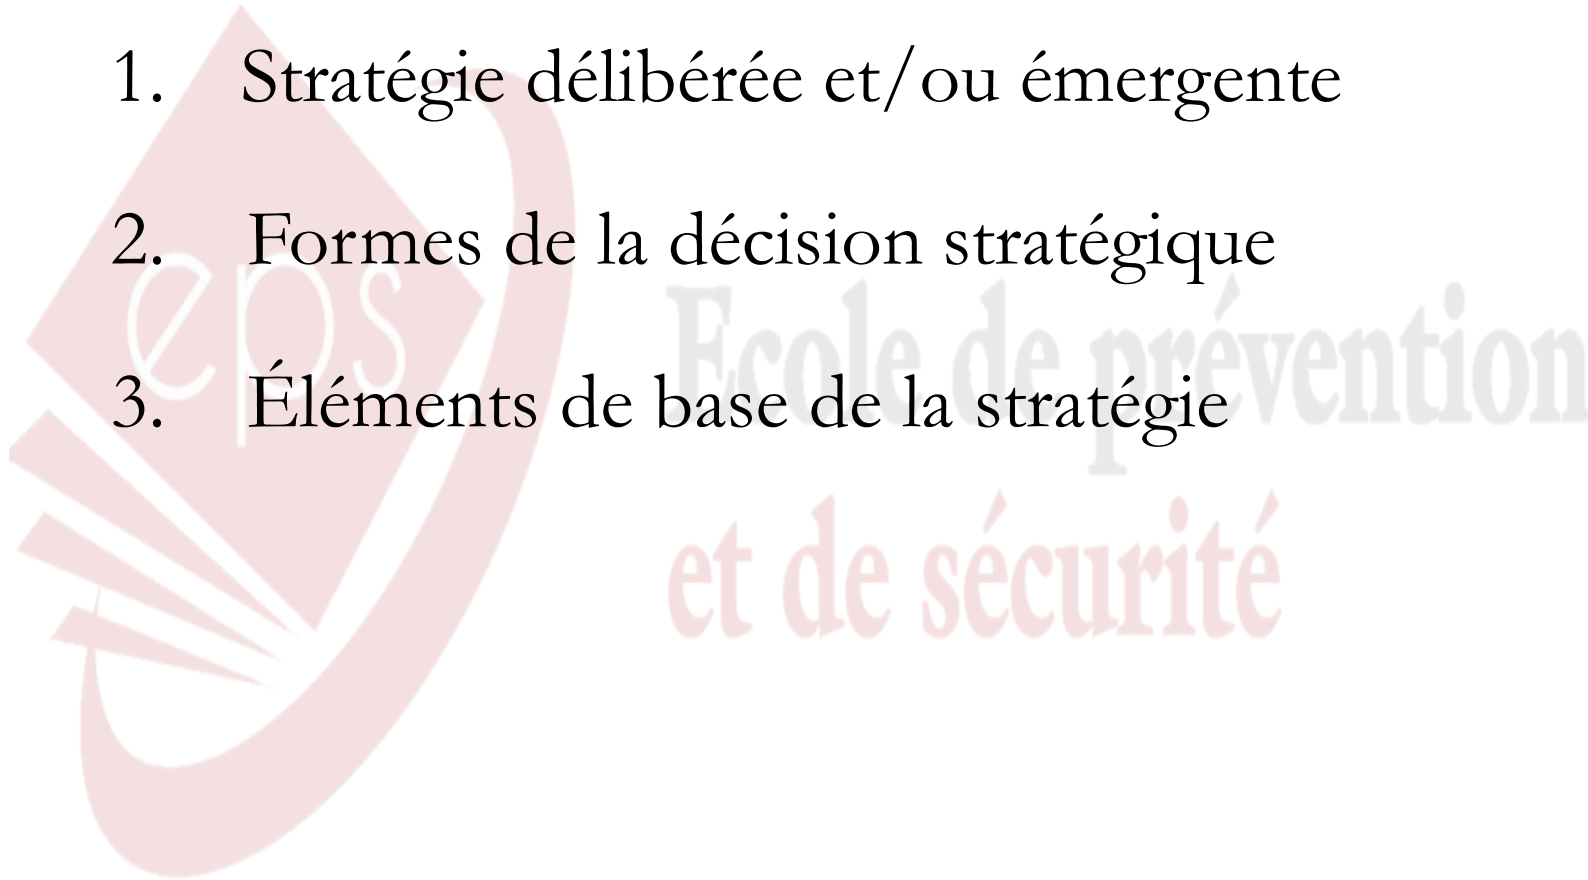 1. Stratégie délibérée et/ou émergente
2. Formes de la décision stratégique
3. Éléments de base de la stratégie
eps
Ecole de prévention
et de sécurité